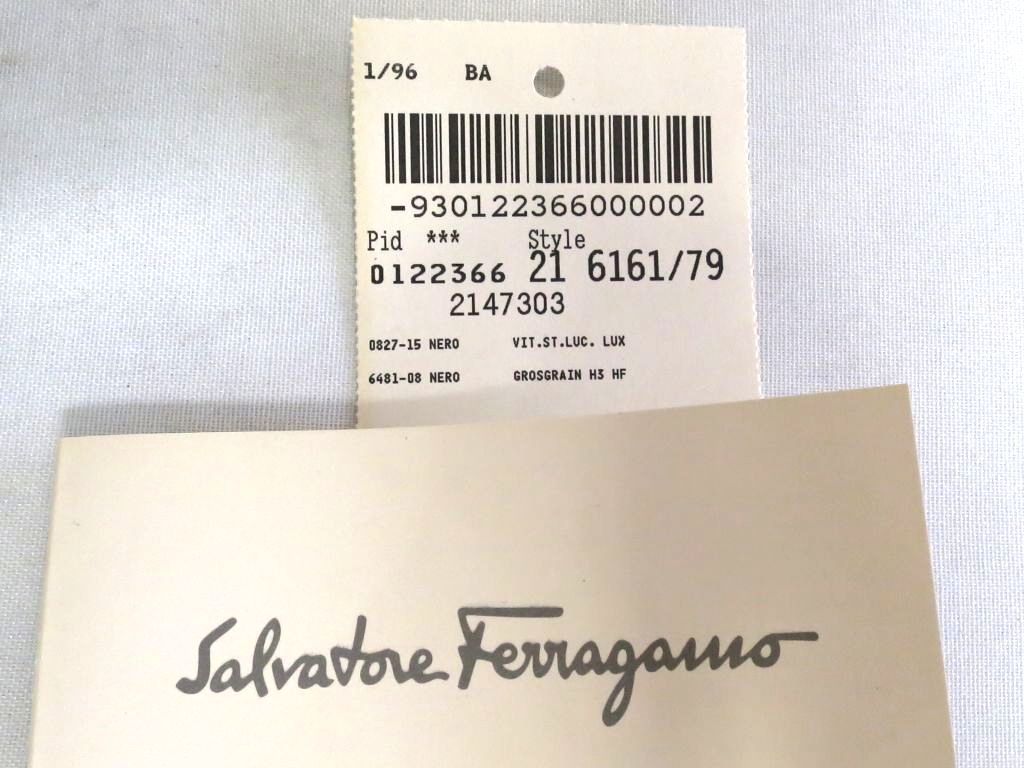 1/96 BA
-930122366000002
Pid *** Style
0122366 21 6161/79
2147303
0827-15 NERO VIT.ST.LUC. LUX
6481-08 NERO GROSGRAIN H3 HF
Salvatore Ferragamo